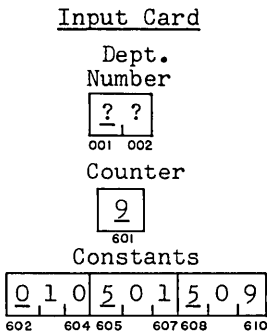 Input Card
Dept.
Number
? ?
001 002
Counter
9
601
Constants
0 1 0 5 0 1 5 0 9
602 604 605 607 608 610